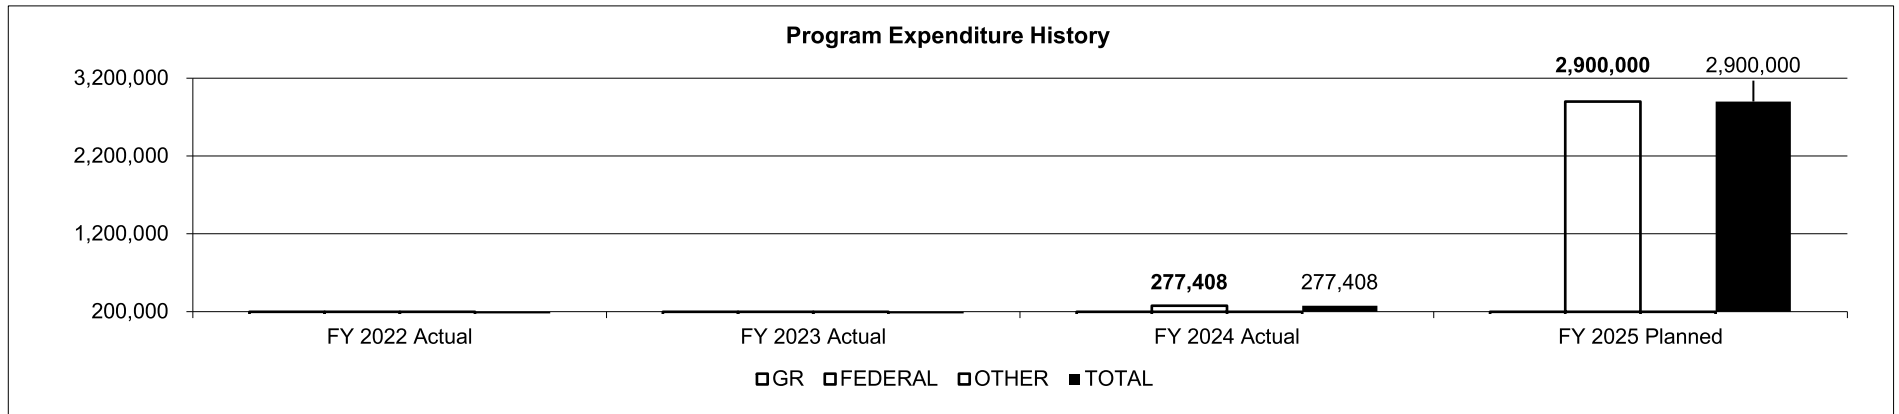 Program Expenditure History
3,200,000
2,200,000
1,200,000
200,000
2,900,000 2,900,000
277,408 277,408
FY 2022 Actual FY 2023 Actual FY 2024 Actual FY 2025 Planned
GR FEDERAL OTHER TOTAL